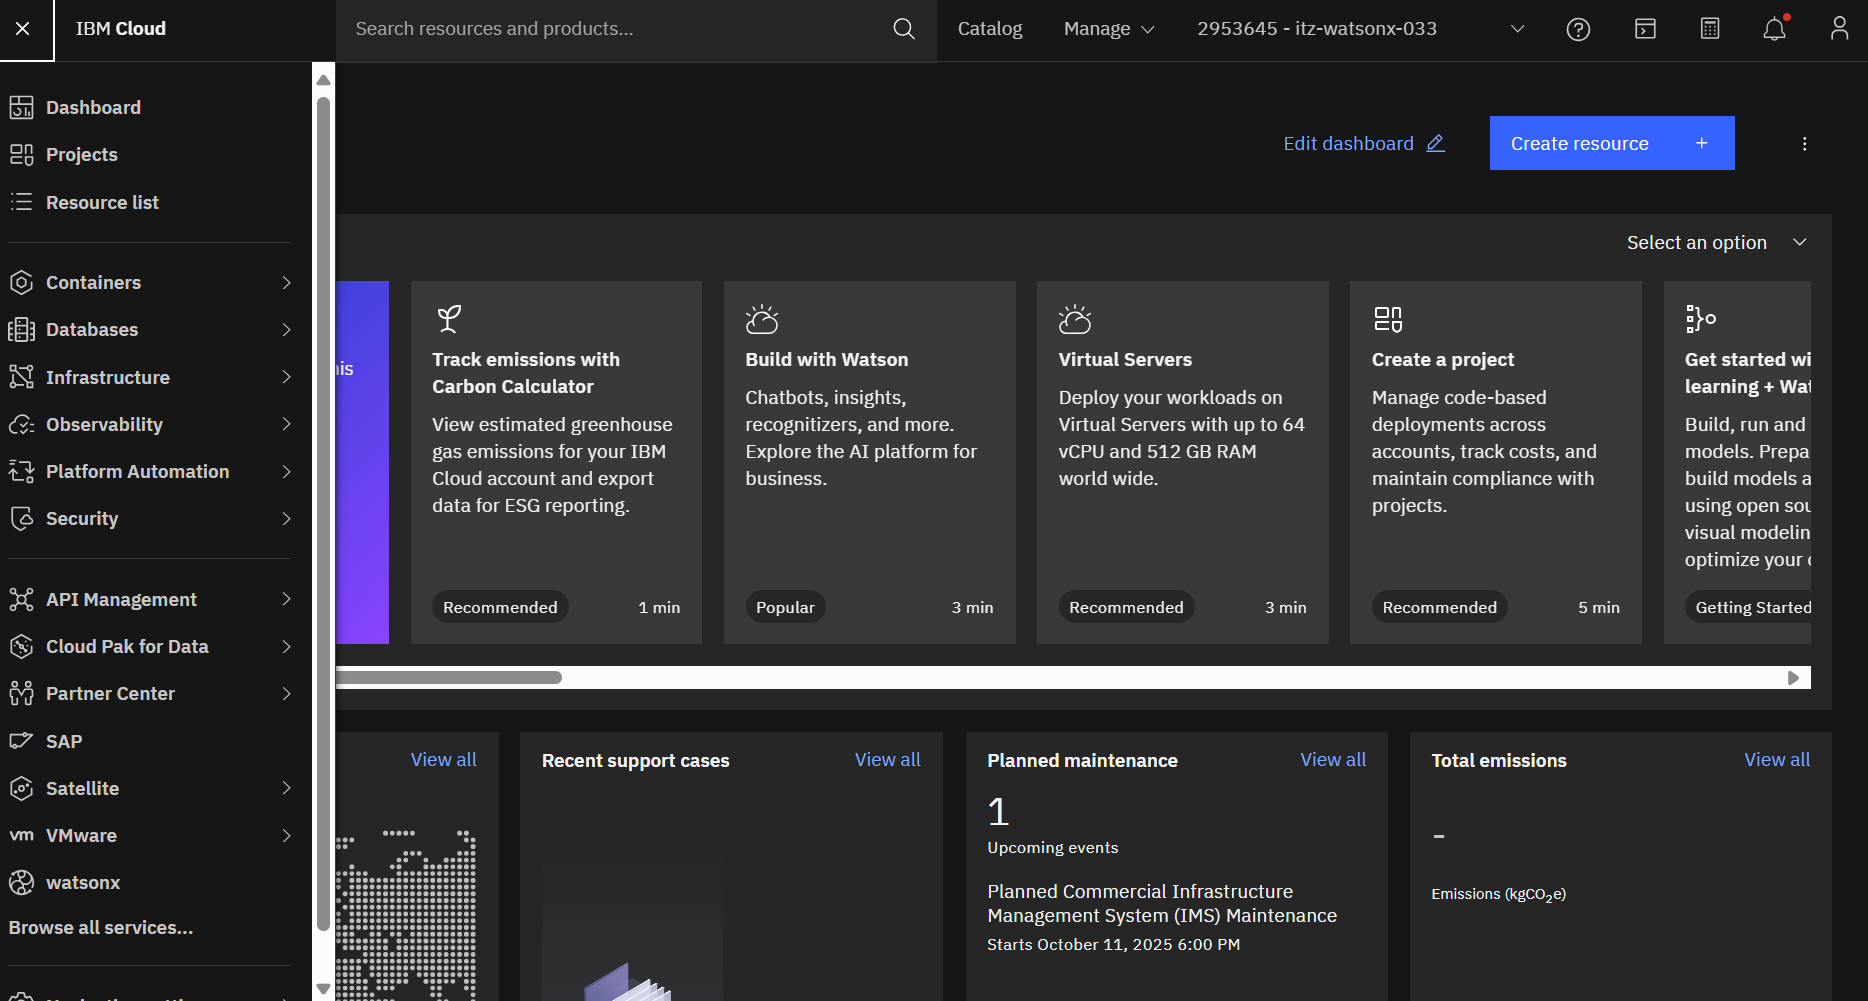 IBM Cloud
Search resources and products...
Catalog
Manage
2953645 - itz-watsonx-033
Dashboard
Projects
Resource list
Containers
Databases
Infrastructure
Observability
Platform Automation
Security
API Management
Cloud Pak for Data
Partner Center
SAP
Satellite
vm VMware
watsonx
Browse all services...
Edit dashboard
Create resource +
Select an option
Track emissions with
Carbon Calculator
View estimated greenhouse
gas emissions for your IBM
Cloud account and export
data for ESG reporting.
Recommended
1 min
Build with Watson
Chatbots, insights,
recognitizers, and more.
Explore the AI platform for
business.
Popular
3 min
Virtual Servers
Deploy your workloads on
Virtual Servers with up to 64
vCPU and 512 GB RAM
world wide.
Recommended
3 min
Create a project
Manage code-based
deployments across
accounts, track costs, and
maintain compliance with
projects.
Recommended
5 min
Get started
learning +
Build, run and
models.
build models
using open
visual
optimize your
Getting Started
View all
Recent support cases
View all
Planned maintenance
View all
1
Upcoming events
Planned Commercial Infrastructure
Management System (IMS) Maintenance
Starts October 11, 2025 6:00 PM
Total emissions
View all
-
Emissions (kgCO₂e)